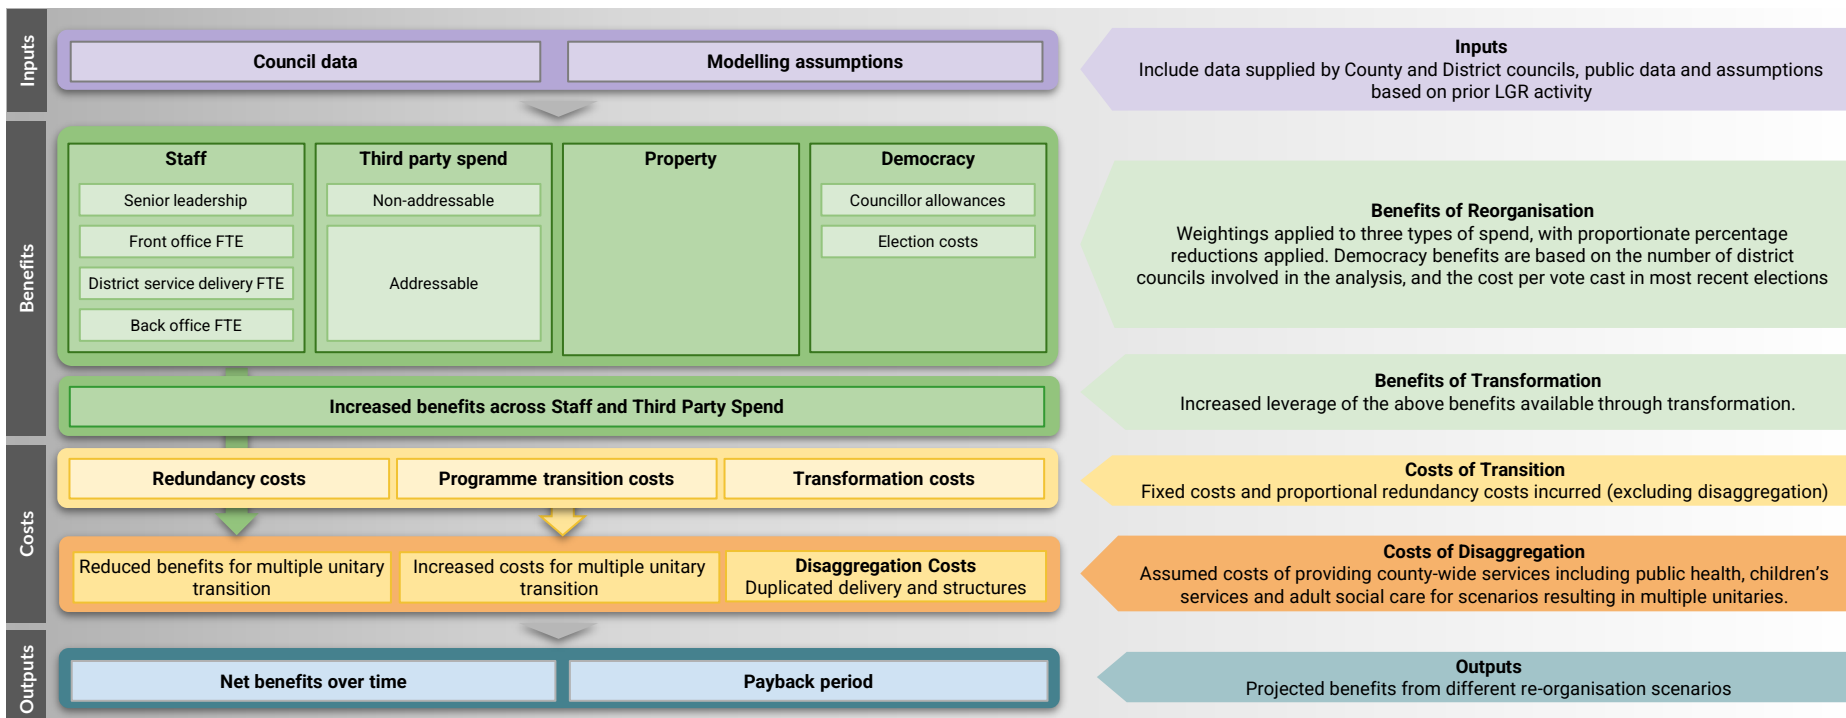 Inputs
Council data
Modelling assumptions
Inputs
Include data supplied by County and District councils, public data and assumptions
based on prior LGR activity
Benefits
Staff
Senior leadership
Front office FTE
District service delivery FTE
Back office FTE
Third party spend
Non-addressable
Addressable
Property
Democracy
Councillor allowances
Election costs
Benefits of Reorganisation
Weightings applied to three types of spend, with proportionate percentage
reductions applied. Democracy benefits are based on the number of district
councils involved in the analysis, and the cost per vote cast in most recent elections
Increased benefits across Staff and Third Party Spend
Benefits of Transformation
Increased leverage of the above benefits available through transformation.
Costs
Redundancy costs
Programme transition costs
Transformation costs
Costs of Transition
Fixed costs and proportional redundancy costs incurred (excluding disaggregation)
Reduced benefits for multiple unitary
transition
Increased costs for multiple unitary
transition
Disaggregation Costs
Duplicated delivery and structures
Costs of Disaggregation
Assumed costs of providing county-wide services including public health, children's
services and adult social care for scenarios resulting in multiple unitaries.
Outputs
Net benefits over time
Payback period
Outputs
Projected benefits from different re-organisation scenarios